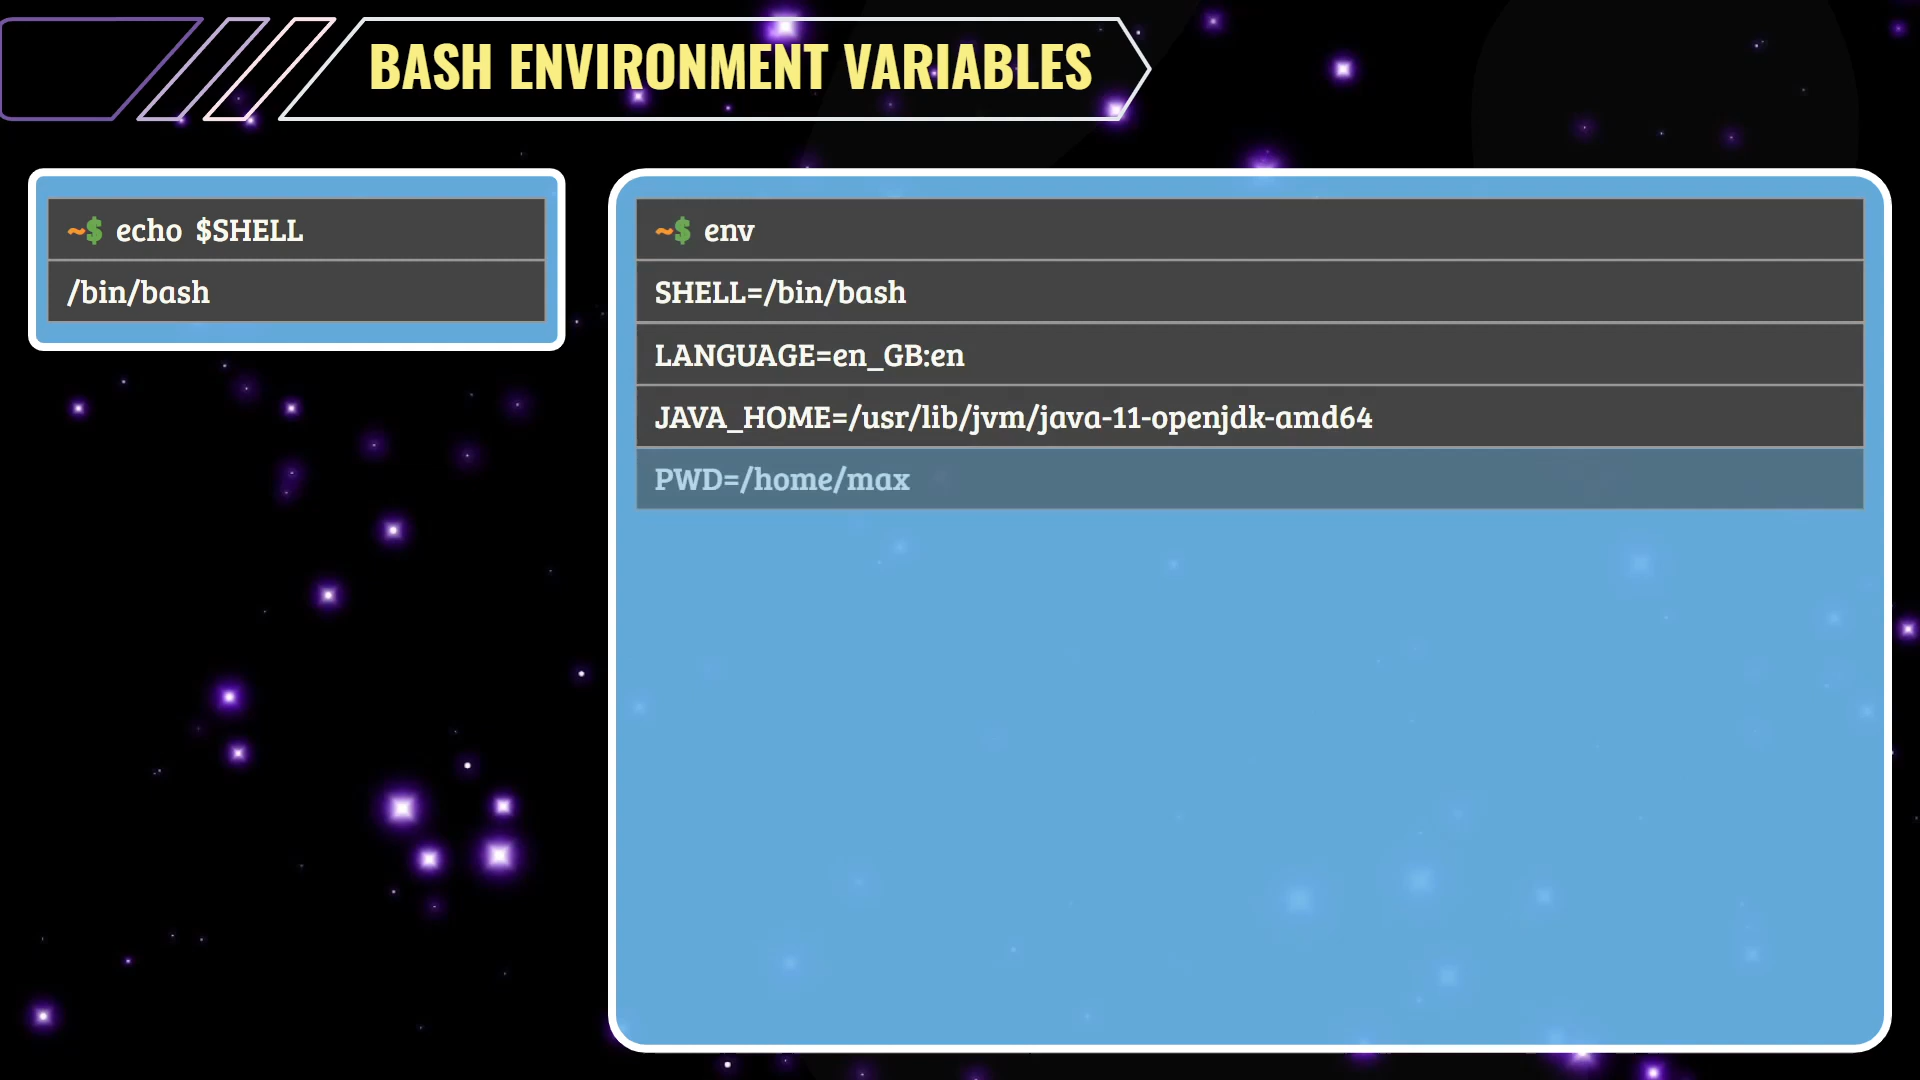 BASH ENVIRONMENT VARIABLES
~$ echo $SHELL
/bin/bash
~$ env
SHELL=/bin/bash
LANGUAGE=en_GB:en
JAVA_HOME=/usr/lib/jvm/java-11-openjdk-amd64
PWD=/home/max